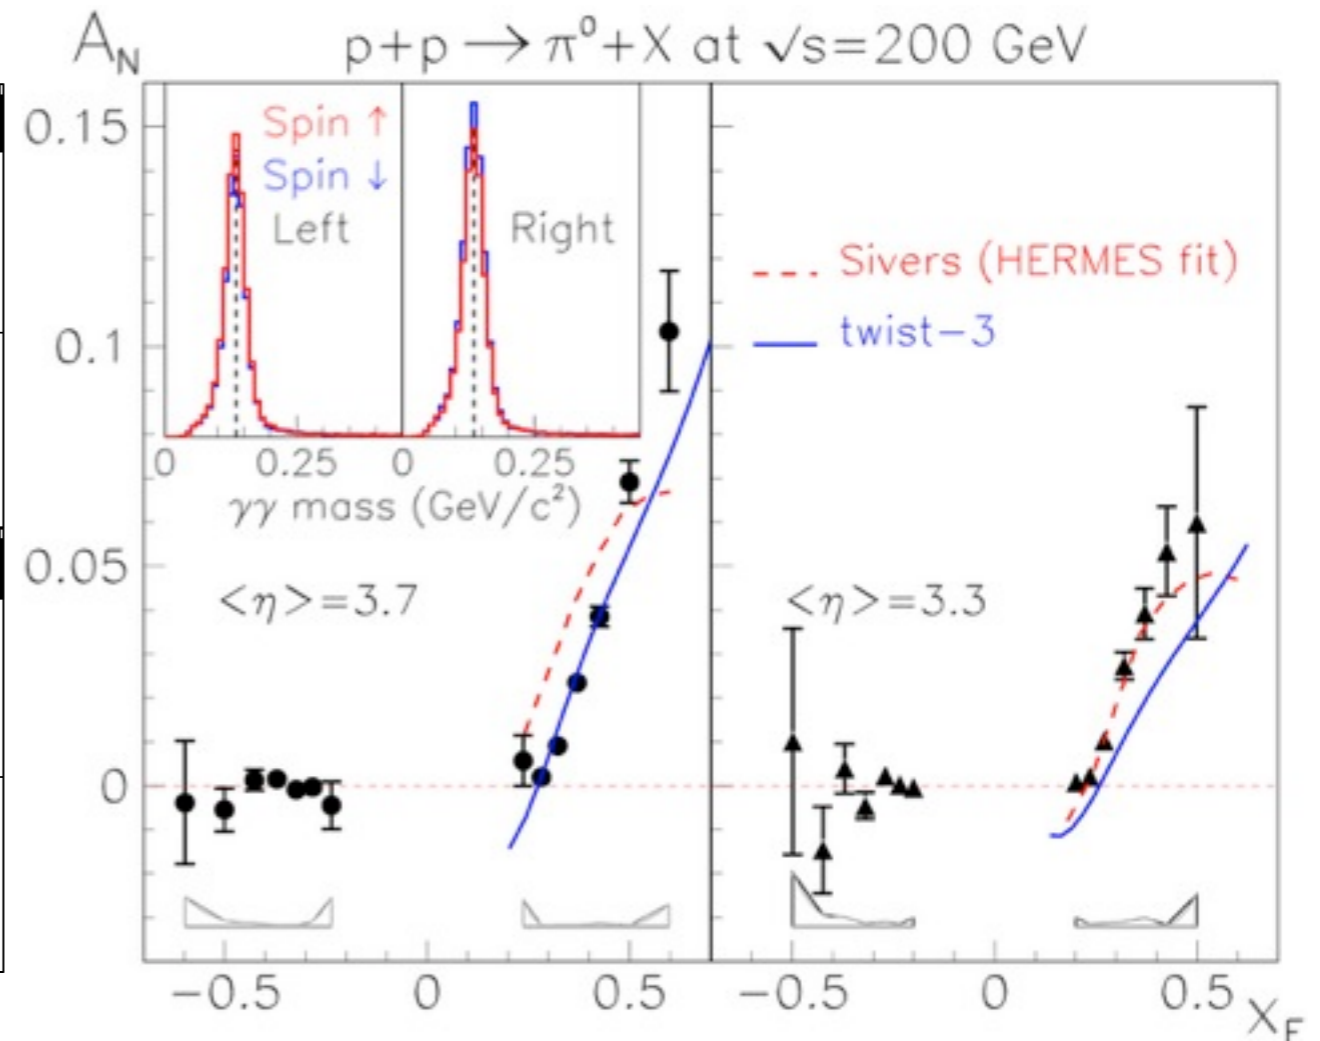 A_N p+p → π⁰+X at √s=200 GeV
0.15
0.1
0.05
0
Spin ↑
Spin ↓
Left
Right
0 0.25 0 0.25
γγ mass (GeV/c²)
<η>=3.7
Sivers (HERMES fit)
twist-3
<η>=3.3
−0.5 0 0.5 −0.5 0 0.5 x_F